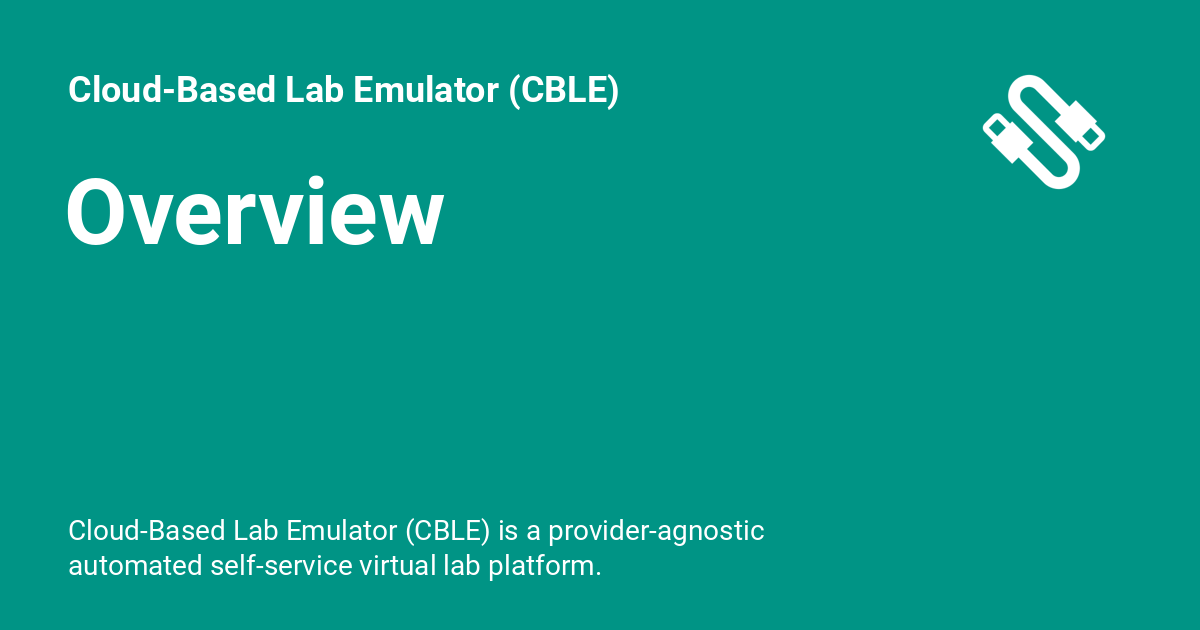 Cloud-Based Lab Emulator (CBLE)
Overview
Cloud-Based Lab Emulator (CBLE) is a provider-agnostic
automated self-service virtual lab platform.